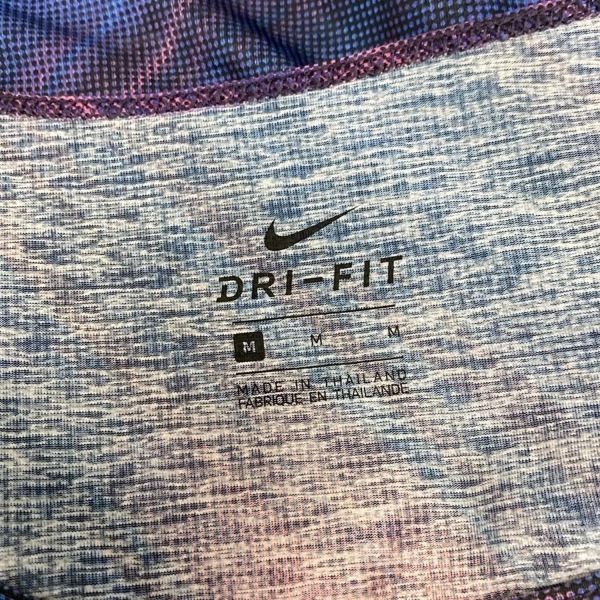 DRI-FIT
M M M
MADE IN THAILAND
FABRIQUE EN THAILANDE